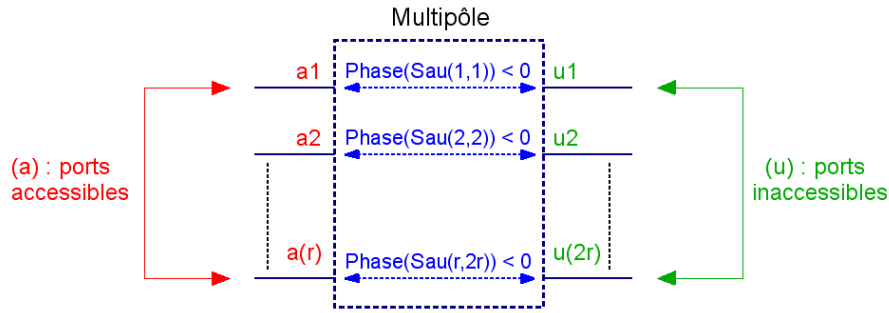 Multipôle
a1 Phase(Sau(1,1)) < 0 u1
a2 Phase(Sau(2,2)) < 0 u2
(a) : ports
accessibles
(u) : ports
inaccessibles
a(r) Phase(Sau(r,2r)) < 0 u(2r)